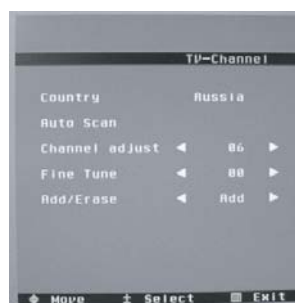 TV-Channel
Country Russia
Auto Scan
Channel adjust ◄ 06 ►
Fine Tune ◄ 00 ►
Add/Erase ◄ Add ►
Move ± Select Exit